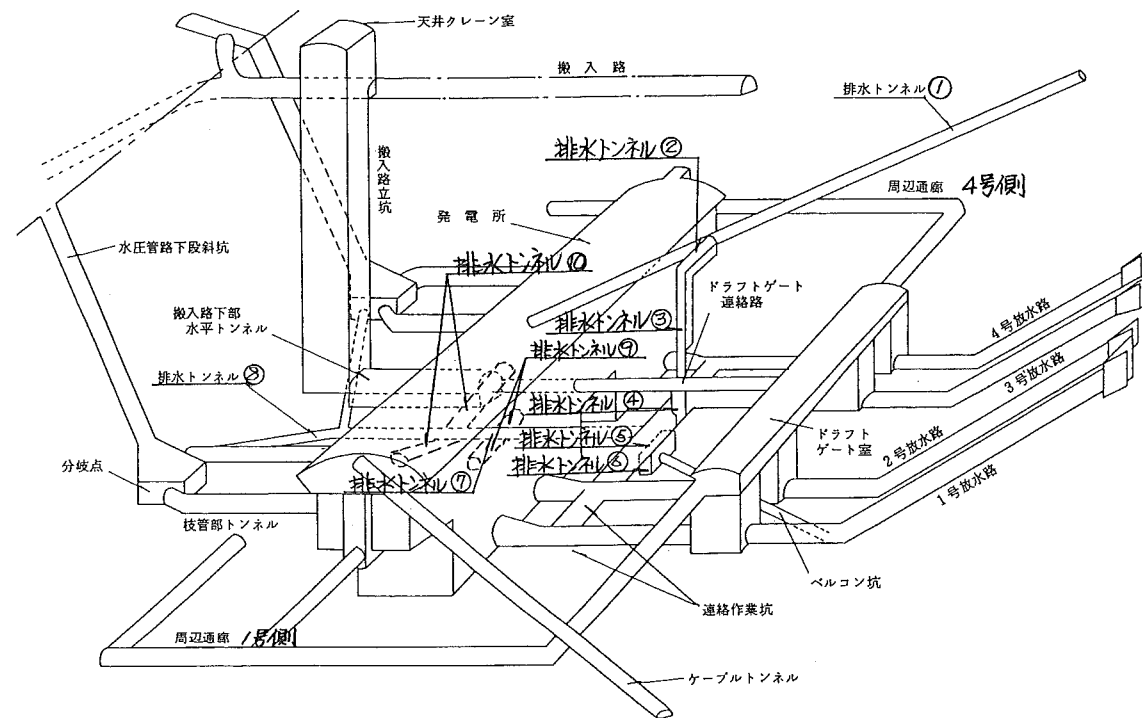 天井クレーン室
搬入路
排水トンネル①
排水トンネル②
搬入路立坑
周辺通廊 4号側
発電所
水圧管路下段斜坑
排水トンネル⑩
ドラフトゲート
連絡路
搬入路下部
水平トンネル
排水トンネル③
4号放水路
排水トンネル⑨
排水トンネル⑧
3号放水路
排水トンネル④
排水トンネル⑤
ドラフト
ゲート室
2号放水路
分岐点
排水トンネル⑥
排水トンネル⑦
1号放水路
枝管部トンネル
ベルコン坑
連絡作業坑
周辺通廊 1号側
ケーブルトンネル